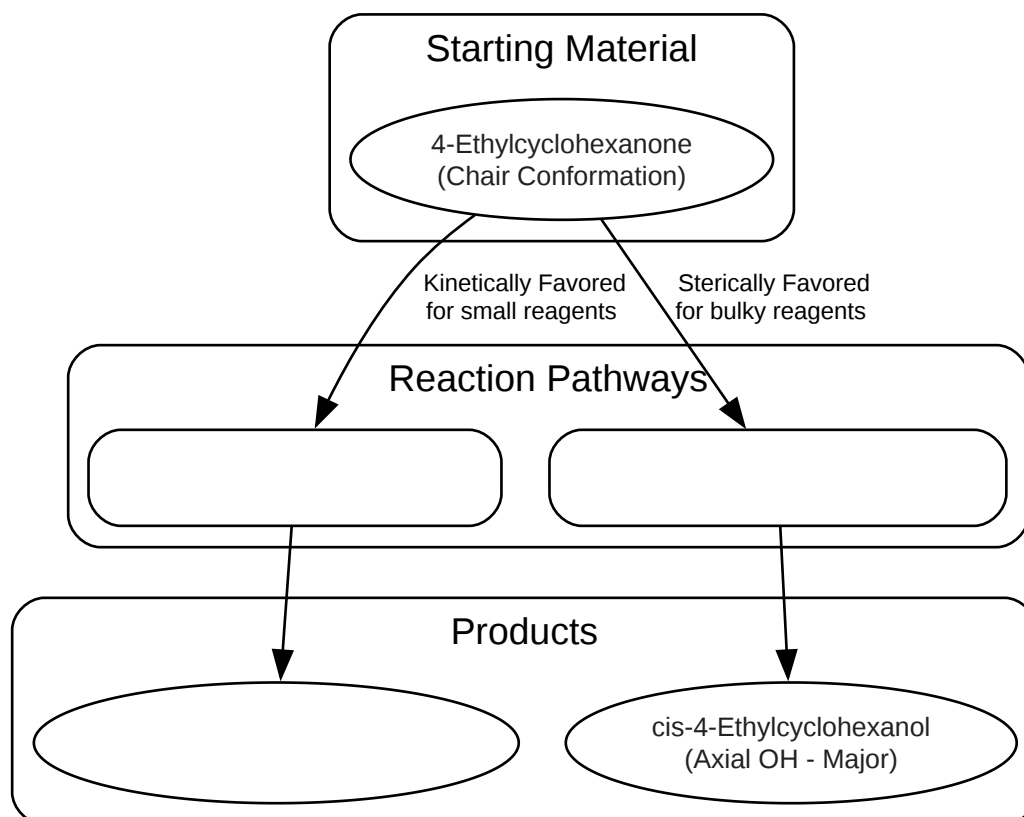 Starting Material
4-Ethylcyclohexanone
(Chair Conformation)
Kinetically Favored
for small reagents
Sterically Favored
for bulky reagents
Reaction Pathways
Products
cis-4-Ethylcyclohexanol
(Axial OH - Major)